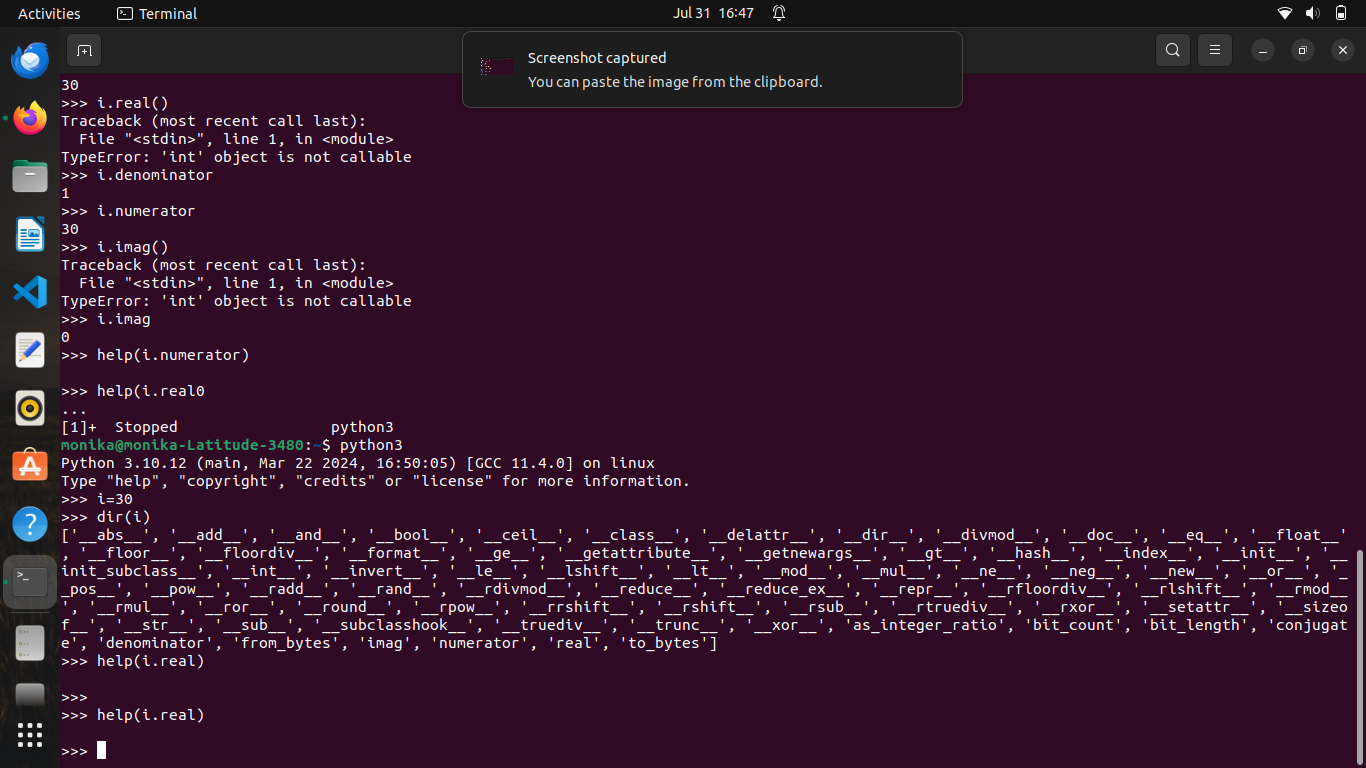 Activities
Terminal
Jul 31 16:47
Screenshot captured
You can paste the image from the clipboard.
30
>>> i.real()
Traceback (most recent call last):
  File "<stdin>", line 1, in <module>
TypeError: 'int' object is not callable
>>> i.denominator
1
>>> i.numerator
30
>>> i.imag()
Traceback (most recent call last):
  File "<stdin>", line 1, in <module>
TypeError: 'int' object is not callable
>>> i.imag
0
>>> help(i.numerator)
>>> help(i.real0
...
[1]+  Stopped                 python3
monika@monika-Latitude-3480:~$ python3
Python 3.10.12 (main, Mar 22 2024, 16:50:05) [GCC 11.4.0] on linux
Type "help", "copyright", "credits" or "license" for more information.
>>> i=30
>>> dir(i)
['__abs__', '__add__', '__and__', '__bool__', '__ceil__', '__class__', '__delattr__', '__dir__', '__divmod__', '__doc__', '__eq__', '__float__'
, '__floor__', '__floordiv__', '__format__', '__ge__', '__getattribute__', '__getnewargs__', '__gt__', '__hash__', '__index__', '__init__', '__
init_subclass__', '__int__', '__invert__', '__le__', '__lshift__', '__lt__', '__mod__', '__mul__', '__ne__', '__neg__', '__new__', '__or__', '_
_pos__', '__pow__', '__radd__', '__rand__', '__rdivmod__', '__reduce__', '__reduce_ex__', '__repr__', '__rfloordiv__', '__rlshift__', '__rmod__
', '__rmul__', '__ror__', '__round__', '__rpow__', '__rrshift__', '__rshift__', '__rsub__', '__rtruediv__', '__rxor__', '__setattr__', '__sizeo
f__', '__str__', '__sub__', '__subclasshook__', '__truediv__', '__trunc__', '__xor__', 'as_integer_ratio', 'bit_count', 'bit_length', 'conjugat
e', 'denominator', 'from_bytes', 'imag', 'numerator', 'real', 'to_bytes']
>>> help(i.real)
>>>
>>> help(i.real)
>>>